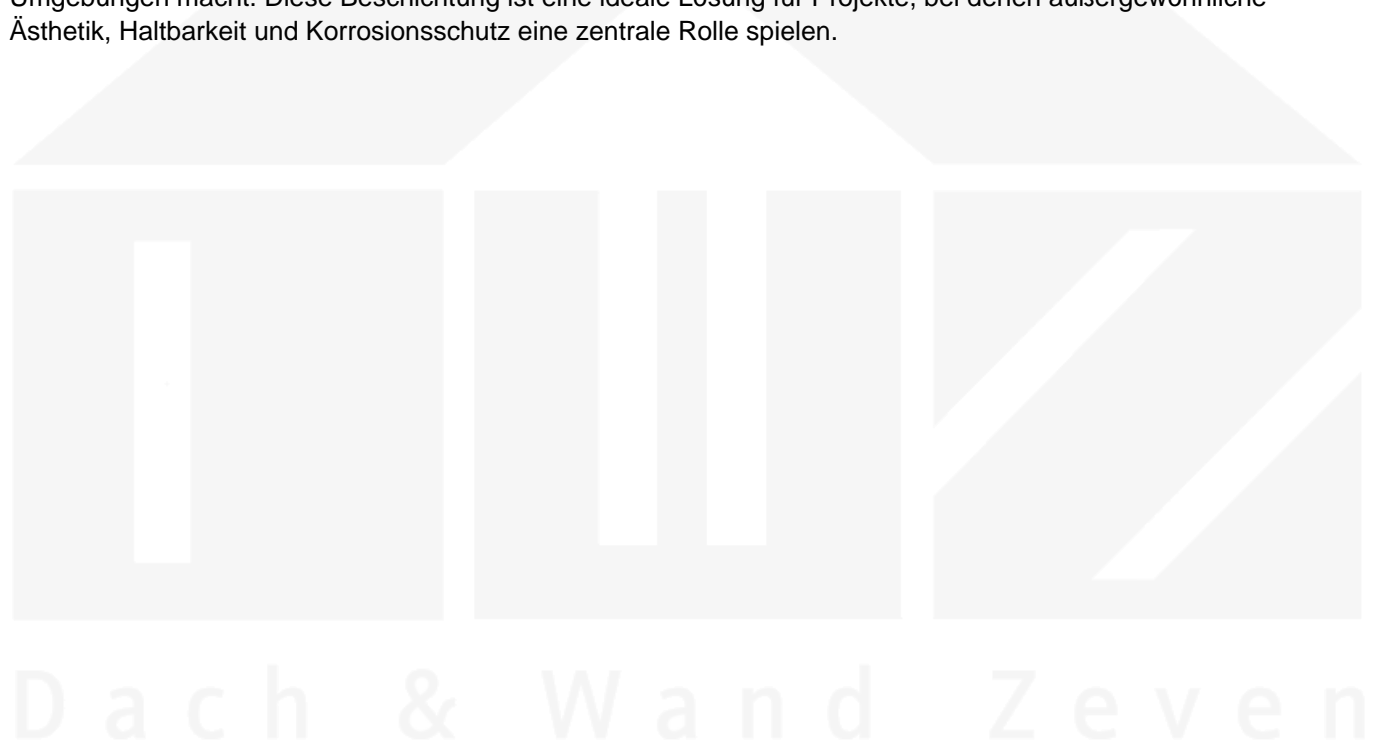 Umgebungen macht. Diese Beschichtung ist eine ideale Lösung für Projekte, bei denen außergewöhnliche
Ästhetik, Haltbarkeit und Korrosionsschutz eine zentrale Rolle spielen.
Dach & Wand Zeven